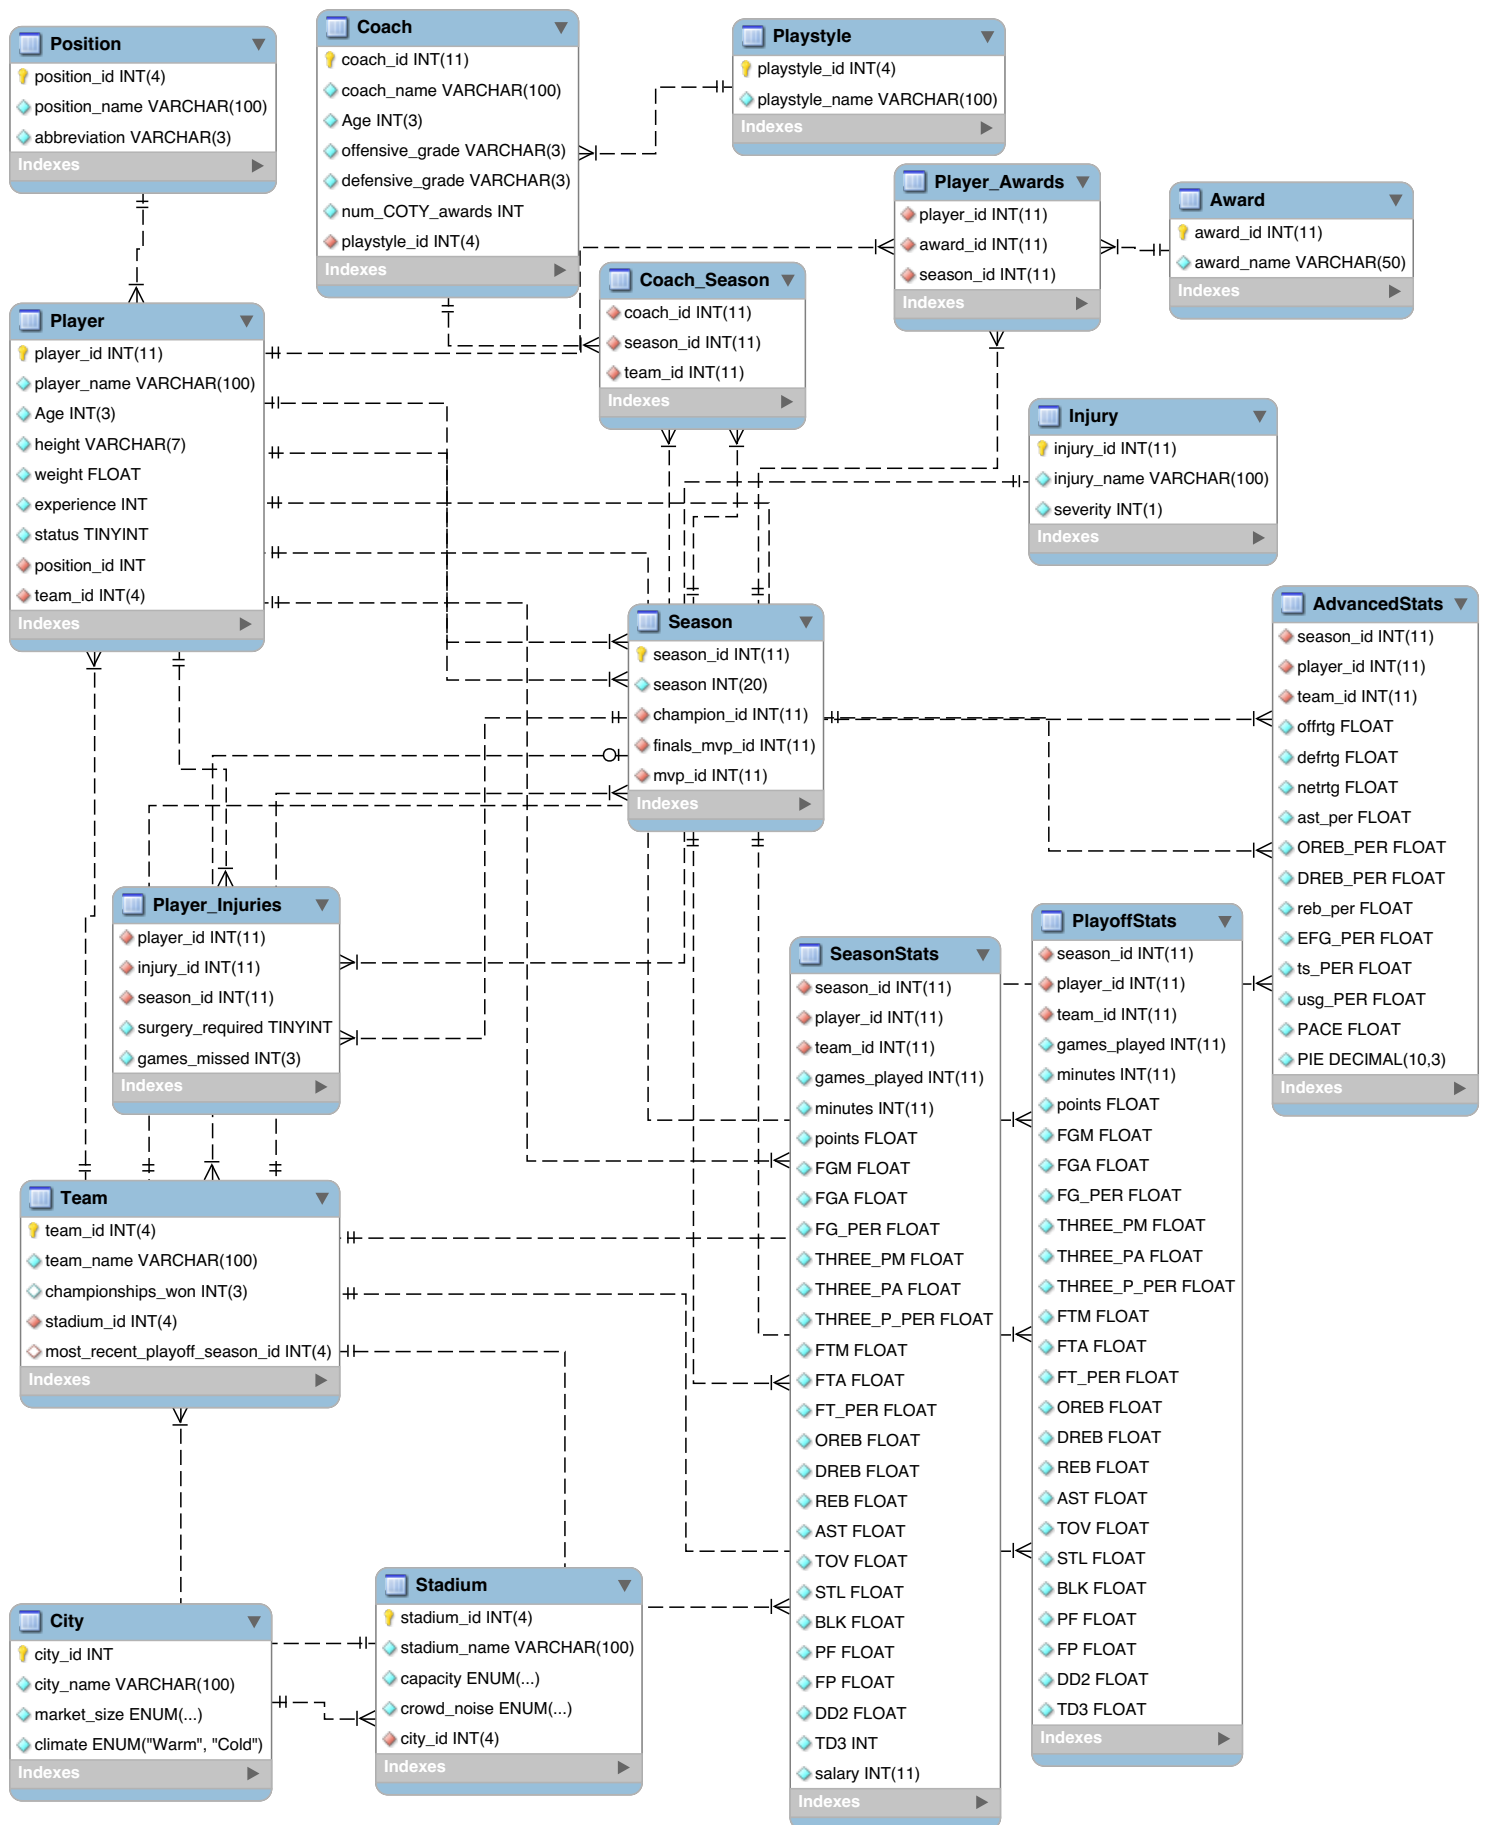 Position
position_id INT(4)
position_name VARCHAR(100)
abbreviation VARCHAR(3)
Indexes
Coach
coach_id INT(11)
coach_name VARCHAR(100)
Age INT(3)
offensive_grade VARCHAR(3)
defensive_grade VARCHAR(3)
num_COTY_awards INT
playstyle_id INT(4)
Indexes
Playstyle
playstyle_id INT(4)
playstyle_name VARCHAR(100)
Indexes
Player_Awards
player_id INT(11)
award_id INT(11)
season_id INT(11)
Indexes
Award
award_id INT(11)
award_name VARCHAR(50)
Indexes
Coach_Season
coach_id INT(11)
season_id INT(11)
team_id INT(11)
Indexes
Player
player_id INT(11)
player_name VARCHAR(100)
Age INT(3)
height VARCHAR(7)
weight FLOAT
experience INT
status TINYINT
position_id INT
team_id INT(4)
Indexes
Injury
injury_id INT(11)
injury_name VARCHAR(100)
severity INT(1)
Indexes
Season
season_id INT(11)
season INT(20)
champion_id INT(11)
finals_mvp_id INT(11)
mvp_id INT(11)
Indexes
AdvancedStats
season_id INT(11)
player_id INT(11)
team_id INT(11)
offrtg FLOAT
defrtg FLOAT
netrtg FLOAT
ast_per FLOAT
OREB_PER FLOAT
DREB_PER FLOAT
reb_per FLOAT
EFG_PER FLOAT
ts_PER FLOAT
usg_PER FLOAT
PACE FLOAT
PIE DECIMAL(10,3)
Indexes
Player_Injuries
player_id INT(11)
injury_id INT(11)
season_id INT(11)
surgery_required TINYINT
games_missed INT(3)
Indexes
SeasonStats
season_id INT(11)
player_id INT(11)
team_id INT(11)
games_played INT(11)
minutes INT(11)
points FLOAT
FGM FLOAT
FGA FLOAT
FG_PER FLOAT
THREE_PM FLOAT
THREE_PA FLOAT
THREE_P_PER FLOAT
FTM FLOAT
FTA FLOAT
FT_PER FLOAT
OREB FLOAT
DREB FLOAT
REB FLOAT
AST FLOAT
TOV FLOAT
STL FLOAT
BLK FLOAT
PF FLOAT
FP FLOAT
DD2 FLOAT
TD3 INT
salary INT(11)
Indexes
PlayoffStats
season_id INT(11)
player_id INT(11)
team_id INT(11)
games_played INT(11)
minutes INT(11)
points FLOAT
FGM FLOAT
FGA FLOAT
FG_PER FLOAT
THREE_PM FLOAT
THREE_PA FLOAT
THREE_P_PER FLOAT
FTM FLOAT
FTA FLOAT
FT_PER FLOAT
OREB FLOAT
DREB FLOAT
REB FLOAT
AST FLOAT
TOV FLOAT
STL FLOAT
BLK FLOAT
PF FLOAT
FP FLOAT
DD2 FLOAT
TD3 FLOAT
Indexes
Team
team_id INT(4)
team_name VARCHAR(100)
championships_won INT(3)
stadium_id INT(4)
most_recent_playoff_season_id INT(4)
Indexes
City
city_id INT
city_name VARCHAR(100)
market_size ENUM(...)
climate ENUM("Warm", "Cold")
Indexes
Stadium
stadium_id INT(4)
stadium_name VARCHAR(100)
capacity ENUM(...)
crowd_noise ENUM(...)
city_id INT(4)
Indexes